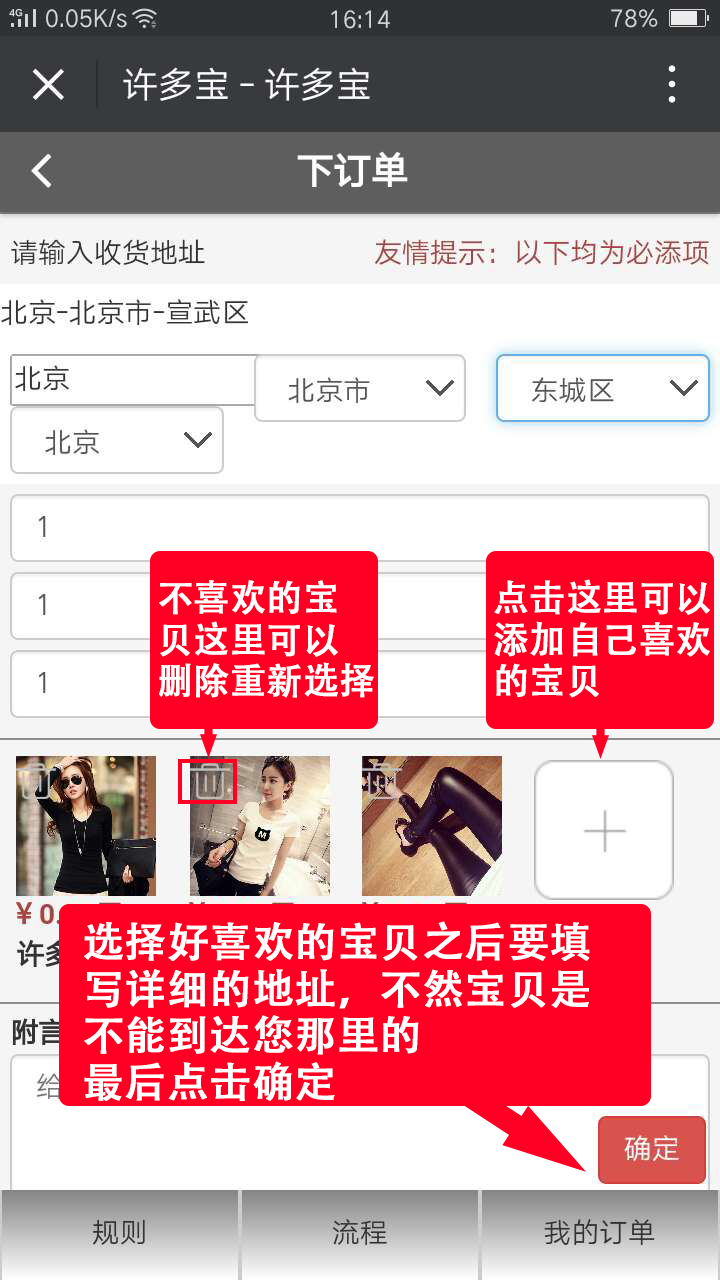 4G 0.05K/s 16:14 78%
许多宝 - 许多宝
下订单
请输入收货地址 友情提示：以下均为必添项
北京-北京市-宣武区
北京 北京市 东城区
北京
1
1
1
不喜欢的宝
贝这里可以
删除重新选择
点击这里可以
添加自己喜欢
的宝贝
M
¥ 0.
许多
选择好喜欢的宝贝之后要填
写详细的地址，不然宝贝是
不能到达您那里的
最后点击确定
附言
给
确定
规则 流程 我的订单